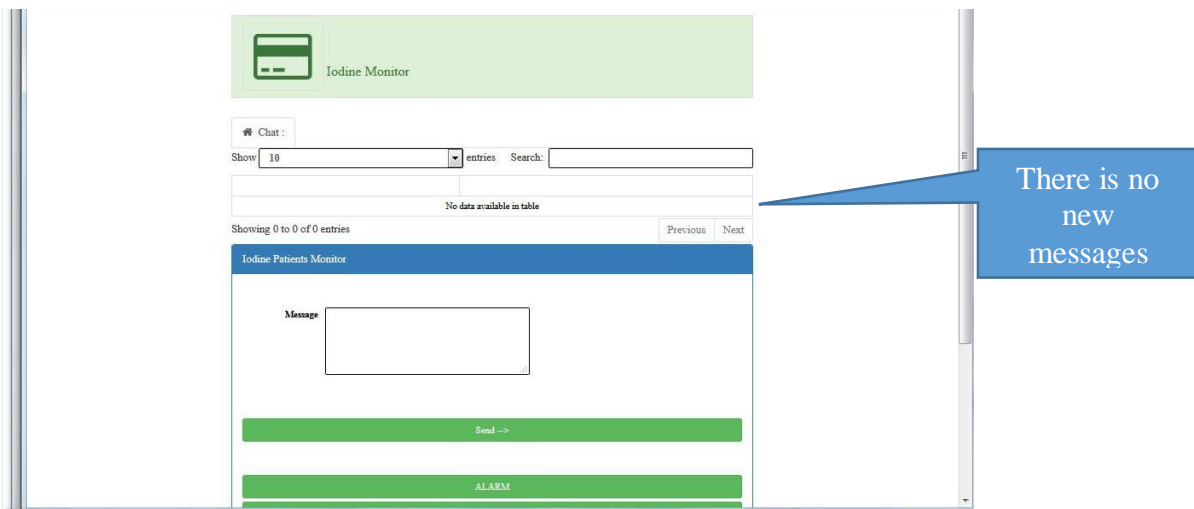 Iodine Monitor
Chat :
Show 10 entries Search:
No data available in table
Showing 0 to 0 of 0 entries
Previous Next
Iodine Patients Monitor
Message
Send -->
ALARM
There is no
new
messages